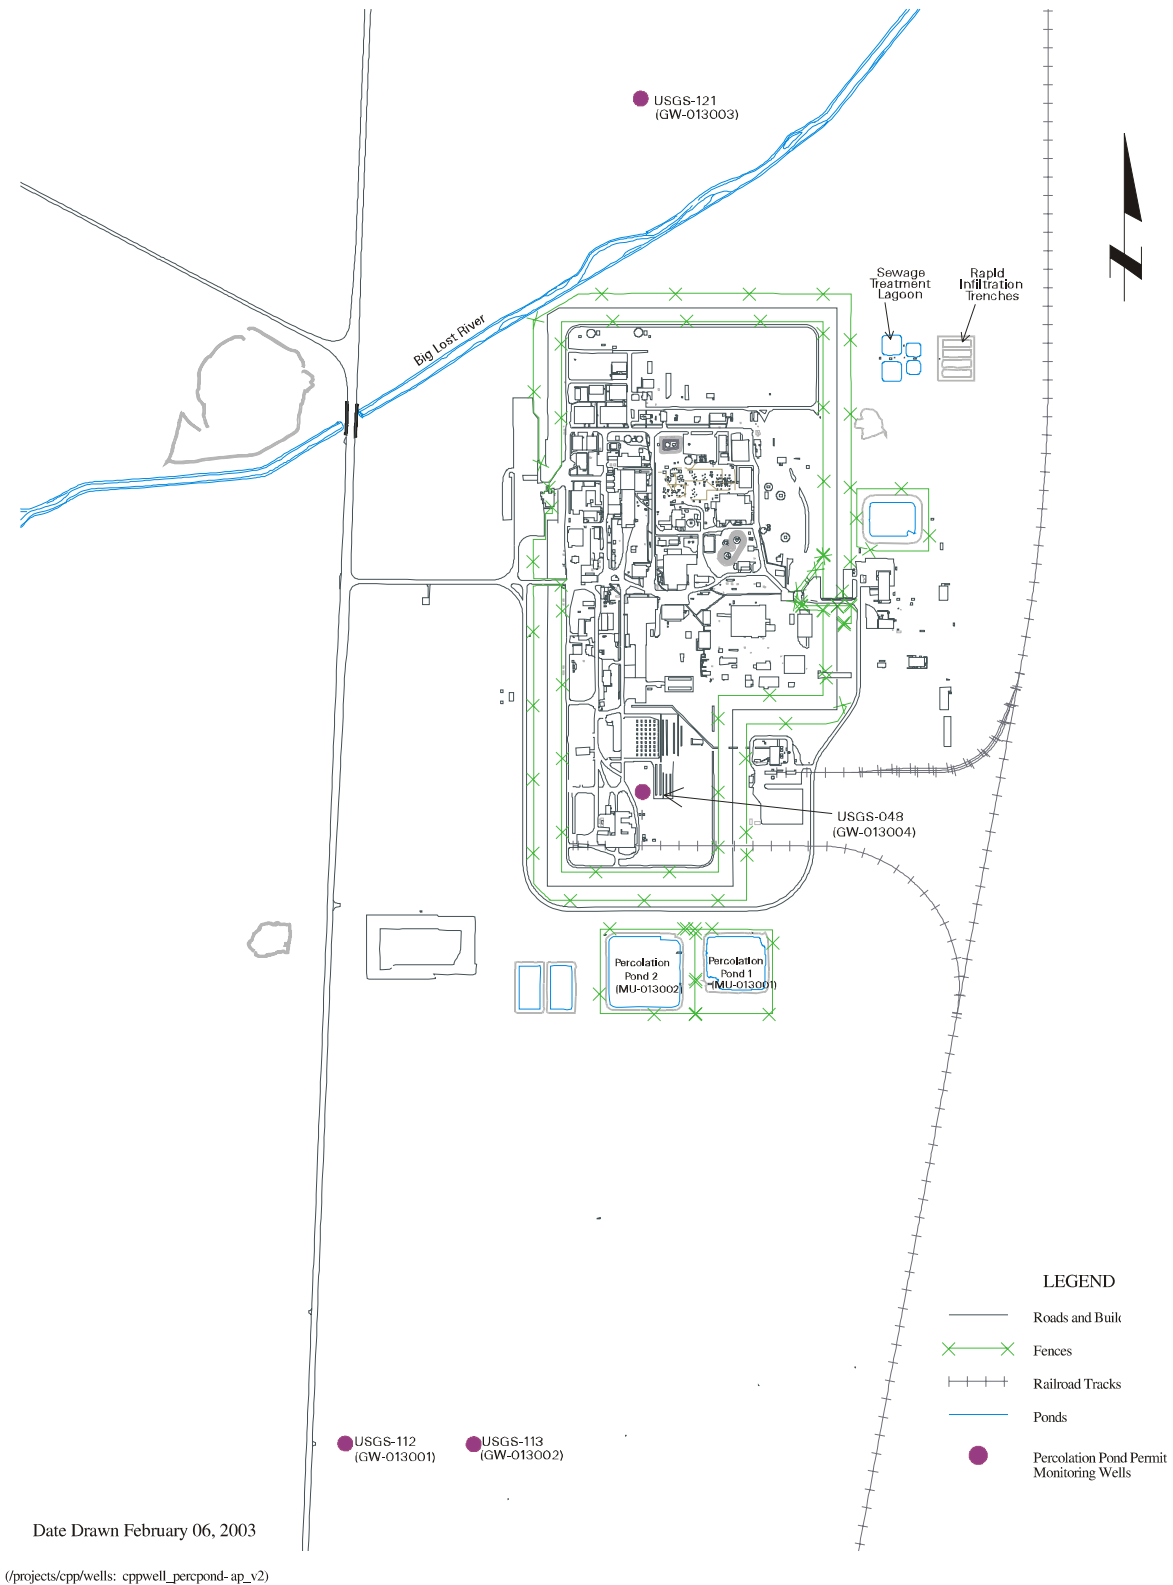 USGS-121
(GW-013003)
Sewage
Treatment
Lagoon
Rapid
Infiltration
Trenches
Big Lost River
USGS-048
(GW-013004)
Percolation
Pond 2
(MU-013002)
Percolation
Pond 1
(MU-013001)
LEGEND
Roads and Buil
Fences
Railroad Tracks
Ponds
Percolation Pond Permit
Monitoring Wells
USGS-112
(GW-013001)
USGS-113
(GW-013002)
Date Drawn February 06, 2003
(/projects/cpp/wells: cppwell_percpond- ap_v2)